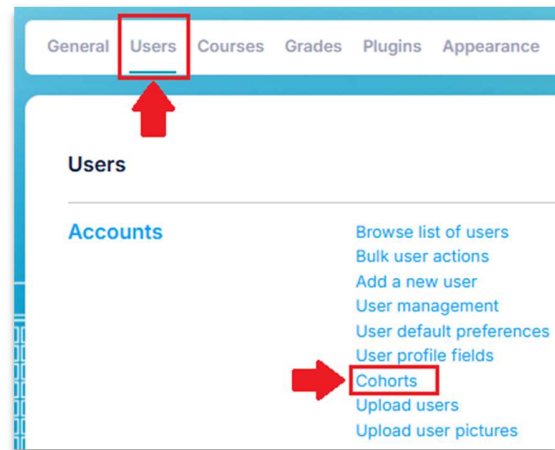 General Users Courses Grades Plugins Appearance
Users
Accounts
Browse list of users
Bulk user actions
Add a new user
User management
User default preferences
User profile fields
Cohorts
Upload users
Upload user pictures